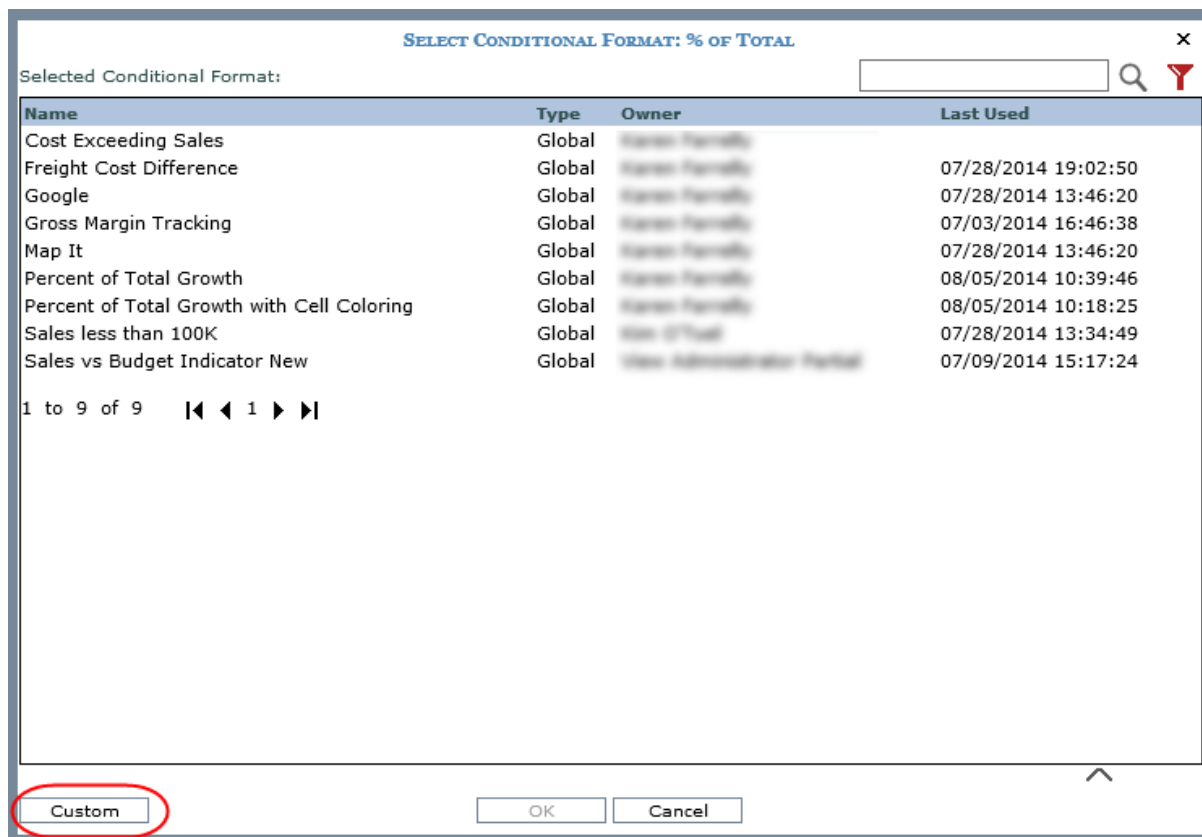 SELECT CONDITIONAL FORMAT: % OF TOTAL
Selected Conditional Format:
Name Type Owner Last Used
Cost Exceeding Sales Global
Freight Cost Difference Global 07/28/2014 19:02:50
Google Global 07/28/2014 13:46:20
Gross Margin Tracking Global 07/03/2014 16:46:38
Map It Global 07/28/2014 13:46:20
Percent of Total Growth Global 08/05/2014 10:39:46
Percent of Total Growth with Cell Coloring Global 08/05/2014 10:18:25
Sales less than 100K Global 07/28/2014 13:34:49
Sales vs Budget Indicator New Global 07/09/2014 15:17:24
1 to 9 of 9 1
Custom OK Cancel